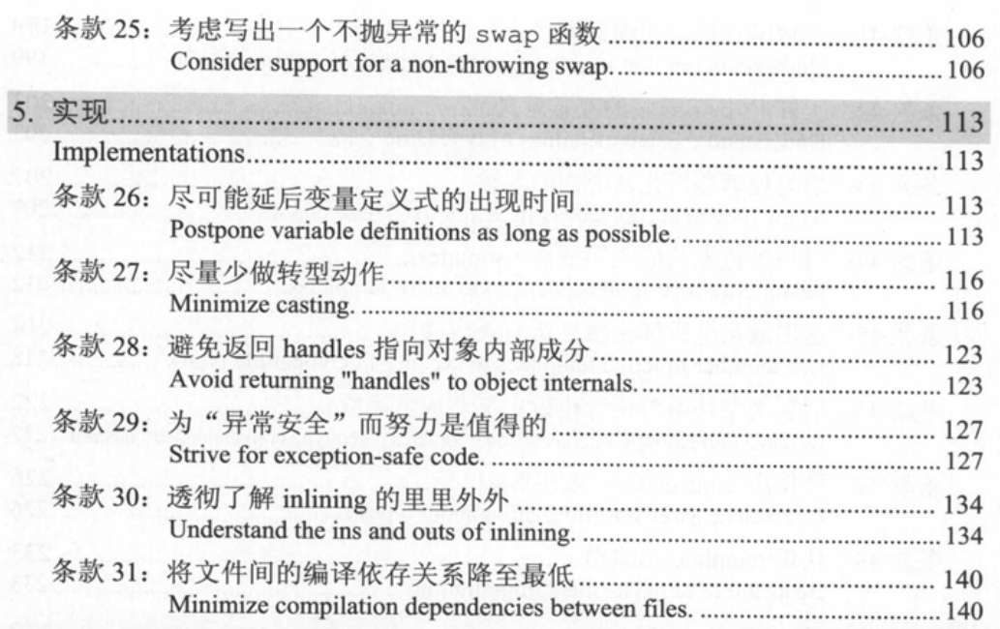 条款 25：考虑写出一个不抛异常的 swap 函数 106
Consider support for a non-throwing swap. 106
5. 实现 113
Implementations 113
条款 26：尽可能延后变量定义式的出现时间 113
Postpone variable definitions as long as possible. 113
条款 27：尽量少做转型动作 116
Minimize casting. 116
条款 28：避免返回 handles 指向对象内部成分 123
Avoid returning "handles" to object internals. 123
条款 29：为“异常安全”而努力是值得的 127
Strive for exception-safe code. 127
条款 30：透彻了解 inlining 的里里外外 134
Understand the ins and outs of inlining. 134
条款 31：将文件间的编译依存关系降至最低 140
Minimize compilation dependencies between files. 140